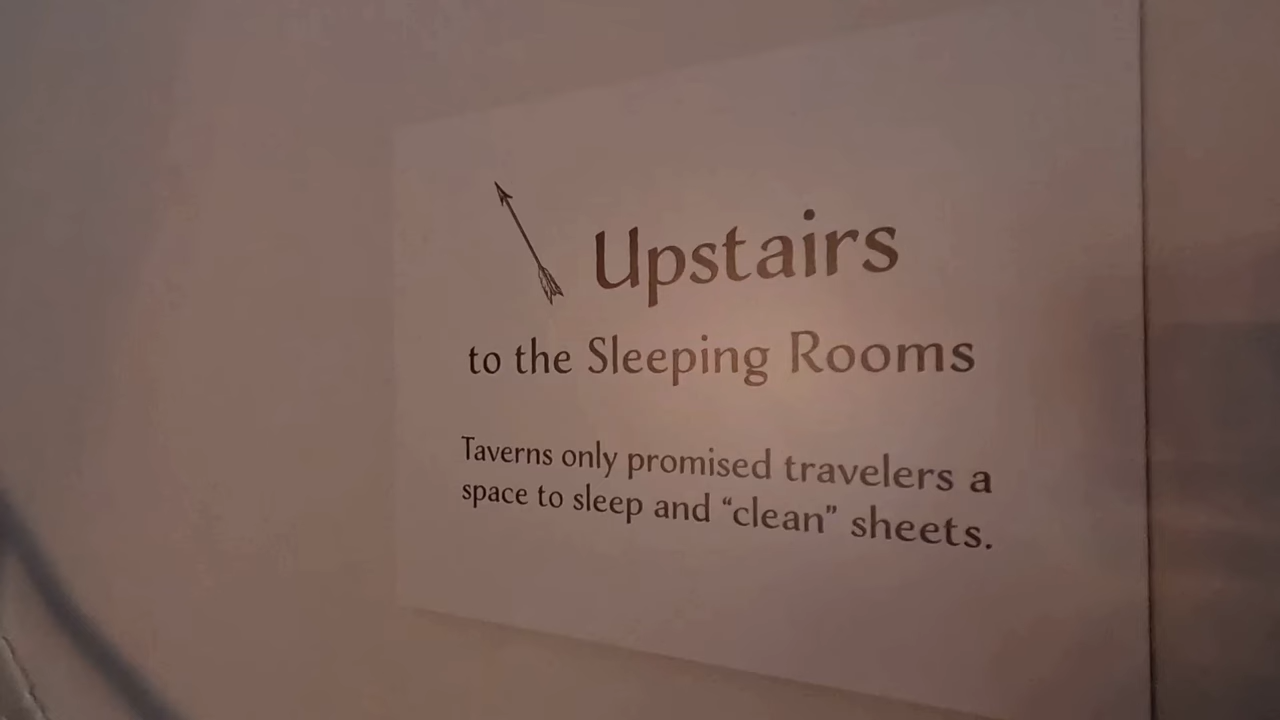 Upstairs
to the Sleeping Rooms
Taverns only promised travelers a
space to sleep and “clean” sheets.